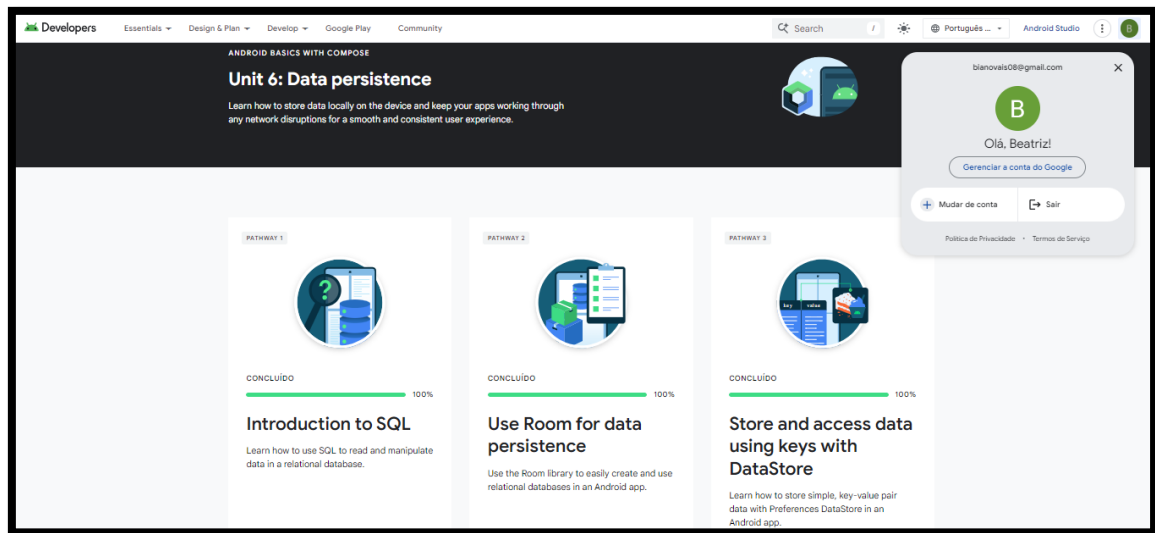 Developers
Essentials
Design & Plan
Develop
Google Play
Community
Search
/
Português ...
Android Studio
B
ANDROID BASICS WITH COMPOSE
Unit 6: Data persistence
Learn how to store data locally on the device and keep your apps working through
any network disruptions for a smooth and consistent user experience.
bianovais08@gmail.com
B
Olá, Beatriz!
Gerenciar a conta do Google
Mudar de conta
Sair
Política de Privacidade • Termos de Serviço
PATHWAY 1
?
CONCLUÍDO
100%
Introduction to SQL
Learn how to use SQL to read and manipulate
data in a relational database.
PATHWAY 2
CONCLUÍDO
100%
Use Room for data
persistence
Use the Room library to easily create and use
relational databases in an Android app.
PATHWAY 3
key value
CONCLUÍDO
100%
Store and access data
using keys with
DataStore
Learn how to store simple, key-value pair
data with Preferences DataStore in an
Android app.